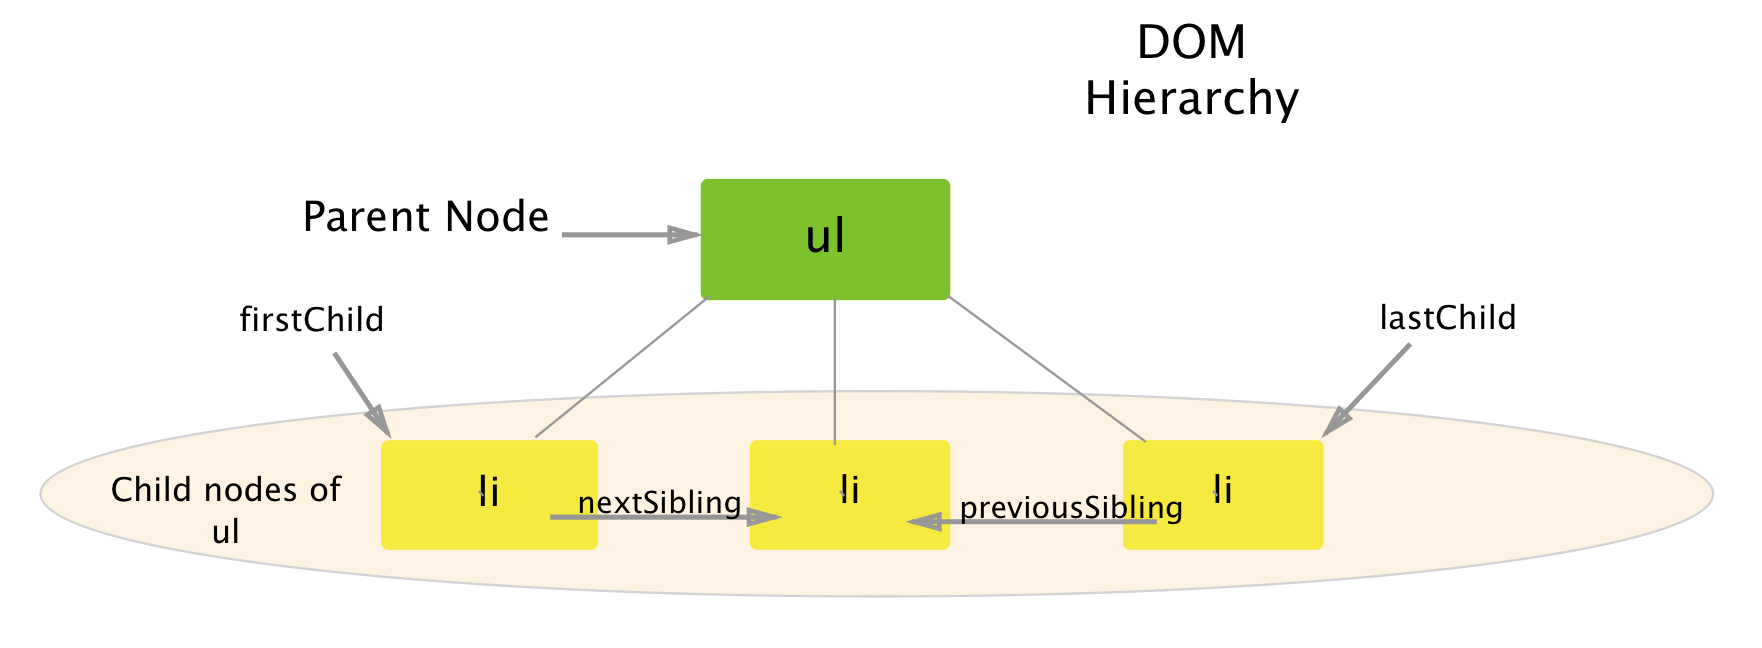 DOM
Hierarchy
Parent Node
ul
firstChild
lastChild
Child nodes of
ul
li
nextSibling
li
previousSibling
li